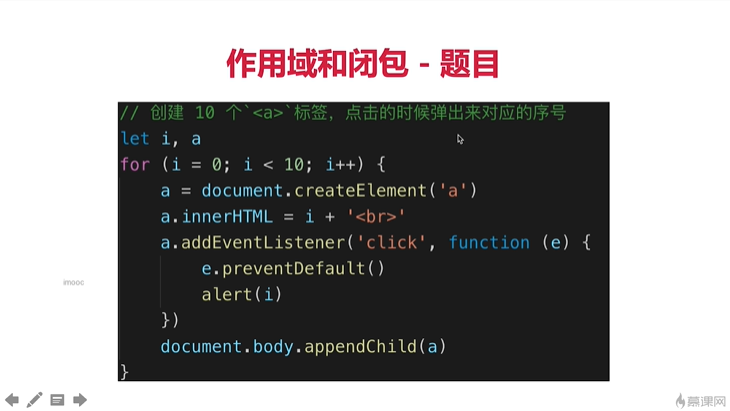 作用域和闭包 - 题目
// 创建 10 个`<a>`标签，点击的时候弹出来对应的序号
let i, a
for (i = 0; i < 10; i++) {
    a = document.createElement('a')
    a.innerHTML = i + '<br>'
    a.addEventListener('click', function (e) {
        e.preventDefault()
        alert(i)
    })
    document.body.appendChild(a)
}
imooc
慕课网